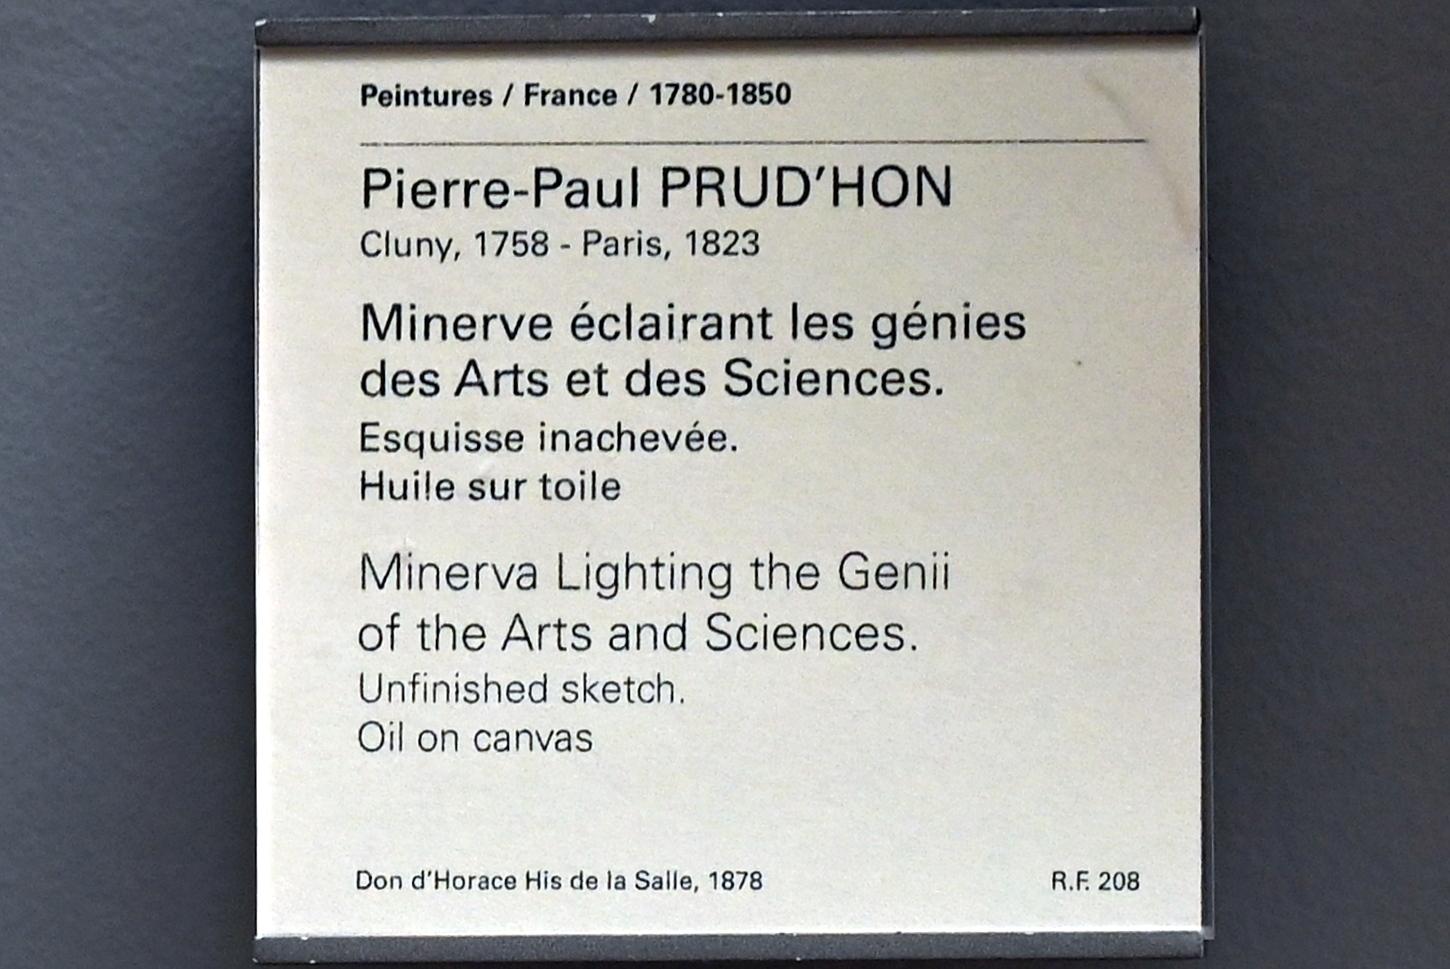 Peintures / France / 1780-1850
Pierre-Paul PRUD'HON
Cluny, 1758 - Paris, 1823
Minerve éclairant les génies
des Arts et des Sciences.
Esquisse inachevée.
Huile sur toile
Minerva Lighting the Genii
of the Arts and Sciences.
Unfinished sketch.
Oil on canvas
Don d'Horace His de la Salle, 1878 R.F. 208